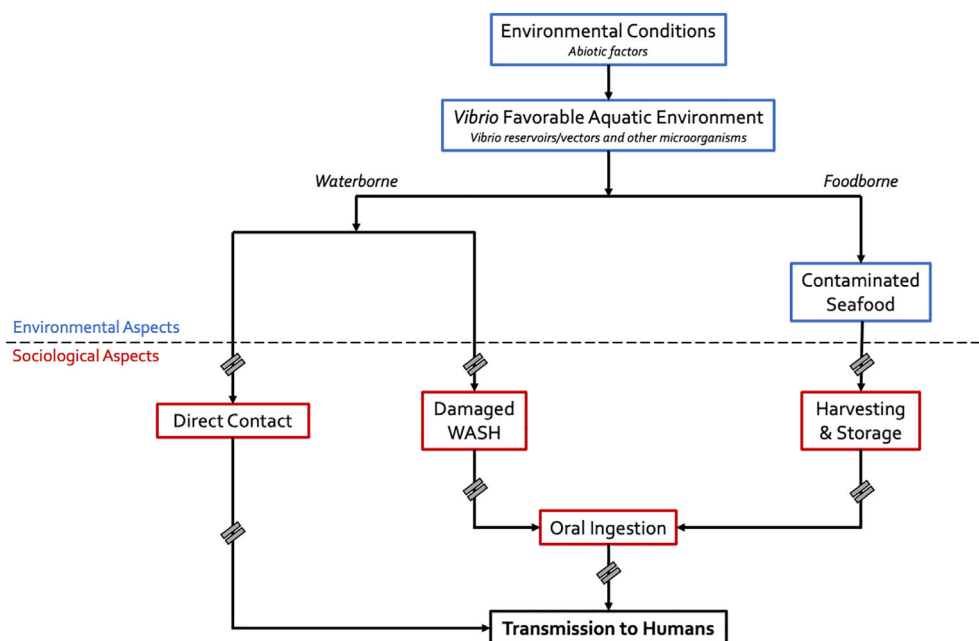 Environmental Conditions
Abiotic factors
Vibrio Favorable Aquatic Environment
Vibrio reservoirs/vectors and other microorganisms
Waterborne
Foodborne
Contaminated
Seafood
Environmental Aspects
Sociological Aspects
Direct Contact
Damaged
WASH
Harvesting
& Storage
Oral Ingestion
Transmission to Humans